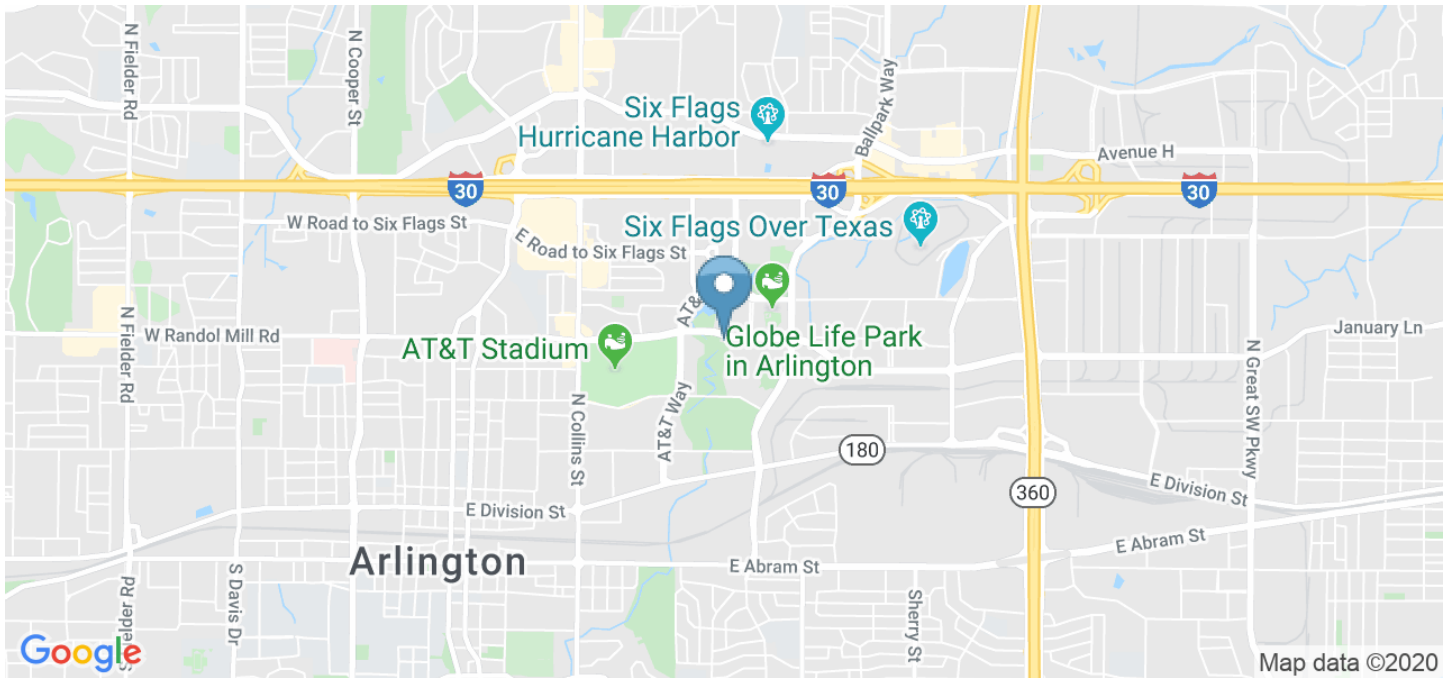 N Fielder Rd
N Cooper St
Ballpark Way
Six Flags
Hurricane Harbor
Avenue H
30
30
30
W Road to Six Flags St
E Road to Six Flags St
Six Flags Over Texas
AT&
N Fielder Rd
W Randol Mill Rd
AT&T Stadium
Globe Life Park
in Arlington
January Ln
N Great SW Pkwy
N Collins St
AT&T Way
180
360
E Division St
E Division St
Arlington
E Abram St
E Abram St
S Davis Dr
S Fielder Rd
Sherry St
Google
Map data ©2020